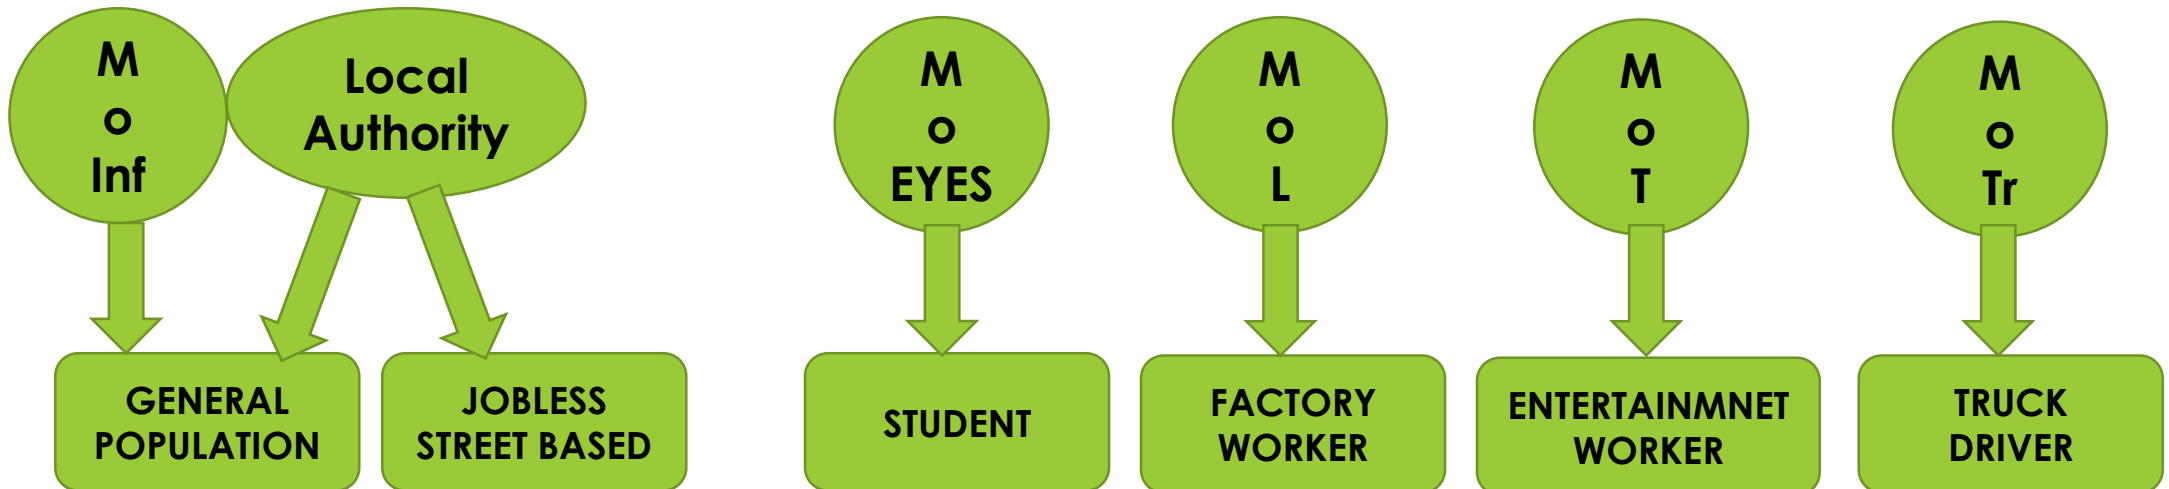 M
o
Inf
Local
Authority
M
o
EYES
M
o
L
M
o
T
M
o
Tr
GENERAL
POPULATION
JOBLESS
STREET BASED
STUDENT
FACTORY
WORKER
ENTERTAINMNET
WORKER
TRUCK
DRIVER